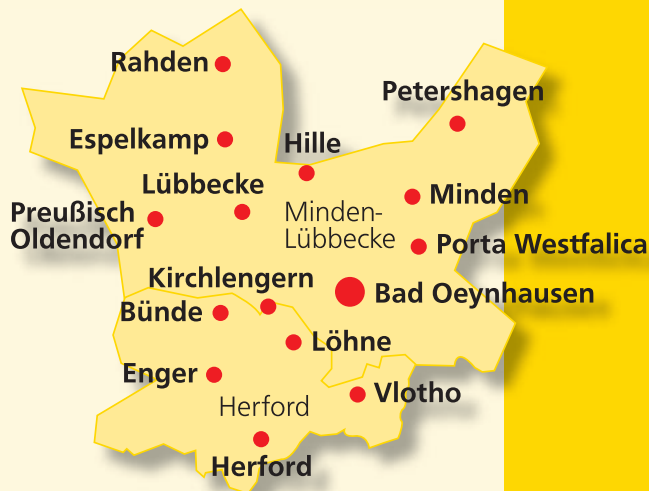 Rahden
Petershagen
Espelkamp
Hille
Lübbecke
Minden
Preußisch
Oldendorf
Minden-
Lübbecke
Porta Westfalica
Kirchlengern
Bad Oeynhausen
Bünde
Löhne
Enger
Vlotho
Herford
Herford